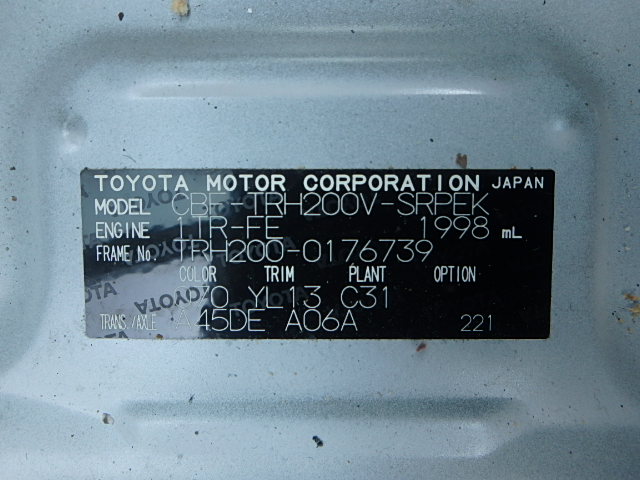 TOYOTA MOTOR CORPORATION JAPAN
MODEL CBF-TRH200V-SRPEK
ENGINE 1TR-FE 1998 mL
FRAME No. TRH200-0176739
COLOR TRIM PLANT OPTION
YL13 C31
TRANS./AXLE A45DE A06A 221